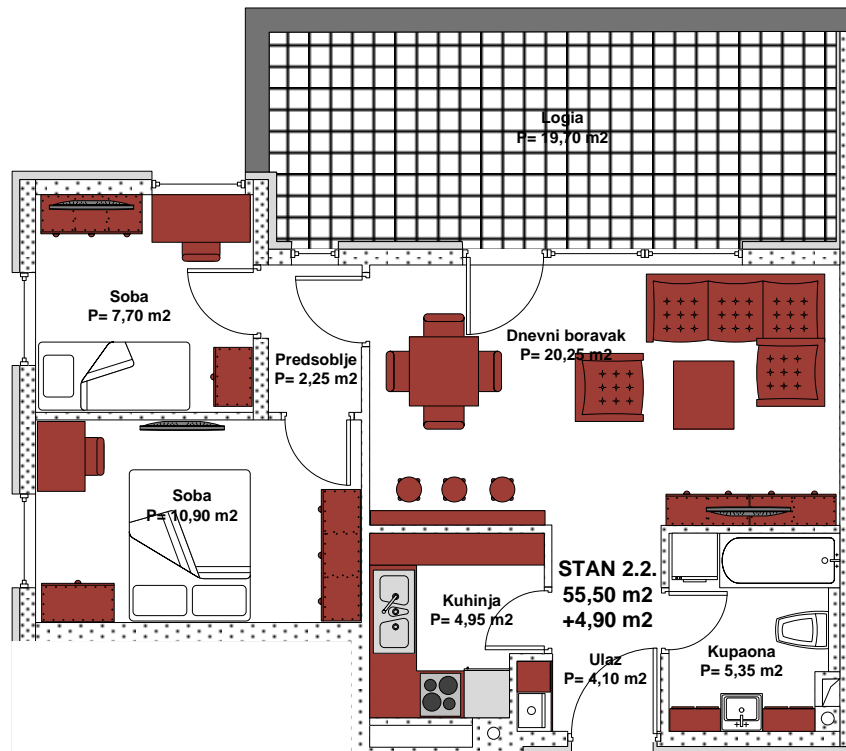 Logia
P= 19,70 m2
Soba
P= 7,70 m2
Predsoblje
P= 2,25 m2
Dnevni boravak
P= 20,25 m2
Soba
P= 10,90 m2
STAN 2.2.
55,50 m2
+4,90 m2
Kuhinja
P= 4,95 m2
Ulaz
P= 4,10 m2
Kupaona
P= 5,35 m2